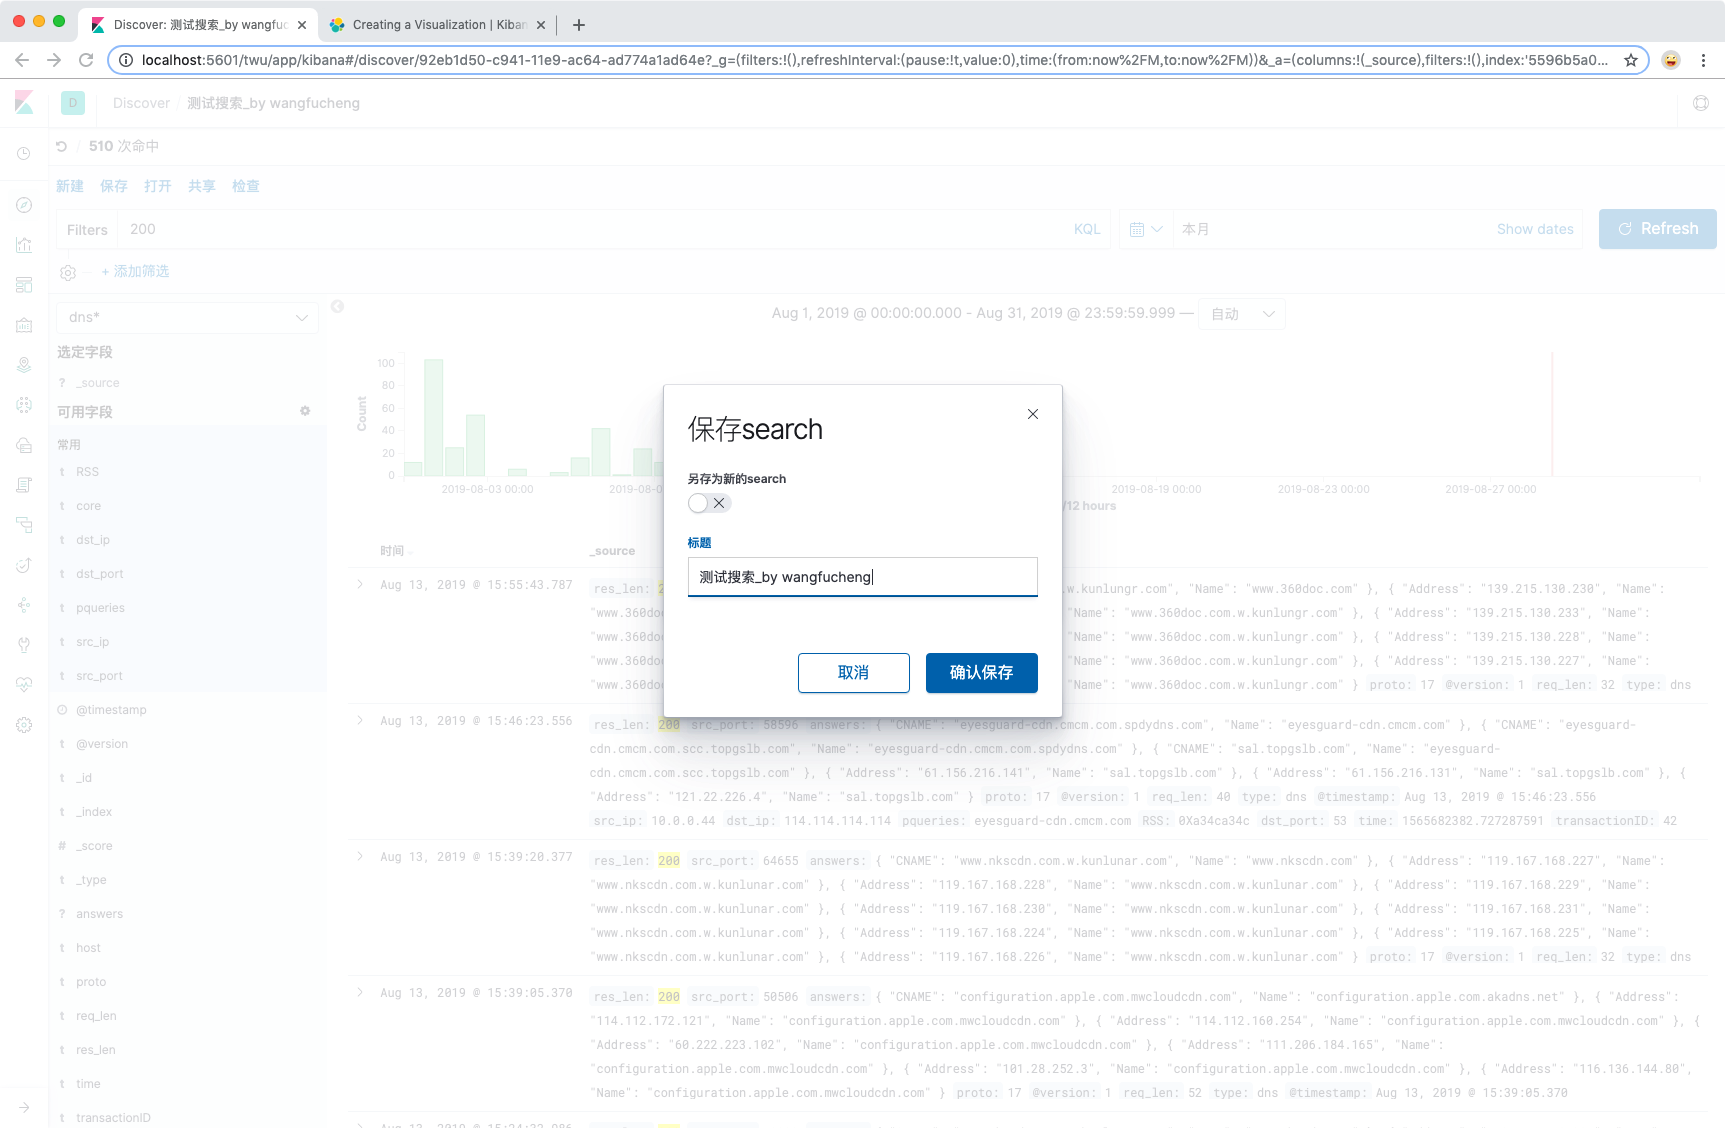 Discover: 测试搜索_by wangfuc
Creating a Visualization | Kiban
localhost:5601/twu/app/kibana#/discover/92eb1d50-c941-11e9-ac64-ad774a1ad64e?_g=(filters:!(),refreshInterval:(pause:!t,value:0),time:(from:now%2FM,to:now%2FM))&_a=(columns:!(_source),filters:!(),index:'5596b5a0...
D Discover / 测试搜索_by wangfucheng
/ 510 次命中
新建 保存 打开 共享 检查
Filters 200 KQL 本月 Show dates Refresh
+ 添加筛选
dns*
Aug 1, 2019 @ 00:00:00.000 - Aug 31, 2019 @ 23:59:59.999 — 自动
选定字段
? _source
可用字段
常用
t RSS
t core
t dst_ip
t dst_port
t pqueries
t src_ip
t src_port
@timestamp
t @version
t _id
t _index
# _score
t _type
? answers
t host
t proto
t req_len
t res_len
t time
t transactionID
Count
100
80
60
40
20
0
2019-08-03 00:00
2019-08-0
2019-08-19 00:00
2019-08-23 00:00
2019-08-27 00:00
/12 hours
保存search
另存为新的search
标题
测试搜索_by wangfucheng
取消
确认保存
时间 _source
Aug 13, 2019 @ 15:55:43.787
res_len: 2 .w.kunlungr.com", "Name": "www.360doc.com" }, { "Address": "139.215.130.230", "Name":
"www.360do "Name": "www.360doc.com.w.kunlungr.com" }, { "Address": "139.215.130.233", "Name":
"www.360do "Name": "www.360doc.com.w.kunlungr.com" }, { "Address": "139.215.130.228", "Name":
"www.360do "Name": "www.360doc.com.w.kunlungr.com" }, { "Address": "139.215.130.227", "Name":
"www.360do "Name": "www.360doc.com.w.kunlungr.com" } proto: 17 @version: 1 req_len: 32 type: dns
Aug 13, 2019 @ 15:46:23.556
res_len: 200 src_port: 58596 answers: { "CNAME": "eyesguard-cdn.cmcm.com.spdydns.com", "Name": "eyesguard-cdn.cmcm.com" }, { "CNAME": "eyesguard-
cdn.cmcm.com.scc.topgslb.com", "Name": "eyesguard-cdn.cmcm.com.spdydns.com" }, { "CNAME": "sal.topgslb.com", "Name": "eyesguard-
cdn.cmcm.com.scc.topgslb.com" }, { "Address": "61.156.216.141", "Name": "sal.topgslb.com" }, { "Address": "61.156.216.131", "Name": "sal.topgslb.com" }, {
"Address": "121.22.226.4", "Name": "sal.topgslb.com" } proto: 17 @version: 1 req_len: 40 type: dns @timestamp: Aug 13, 2019 @ 15:46:23.556
src_ip: 10.0.0.44 dst_ip: 114.114.114.114 pqueries: eyesguard-cdn.cmcm.com RSS: 0Xa34ca34c dst_port: 53 time: 1565682382.727287591 transactionID: 42
Aug 13, 2019 @ 15:39:20.377
res_len: 200 src_port: 64655 answers: { "CNAME": "www.nkscdn.com.w.kunlunar.com", "Name": "www.nkscdn.com" }, { "Address": "119.167.168.227", "Name":
"www.nkscdn.com.w.kunlunar.com" }, { "Address": "119.167.168.228", "Name": "www.nkscdn.com.w.kunlunar.com" }, { "Address": "119.167.168.229", "Name":
"www.nkscdn.com.w.kunlunar.com" }, { "Address": "119.167.168.230", "Name": "www.nkscdn.com.w.kunlunar.com" }, { "Address": "119.167.168.231", "Name":
"www.nkscdn.com.w.kunlunar.com" }, { "Address": "119.167.168.224", "Name": "www.nkscdn.com.w.kunlunar.com" }, { "Address": "119.167.168.225", "Name":
"www.nkscdn.com.w.kunlunar.com" }, { "Address": "119.167.168.226", "Name": "www.nkscdn.com.w.kunlunar.com" } proto: 17 @version: 1 req_len: 32 type: dns
Aug 13, 2019 @ 15:39:05.370
res_len: 200 src_port: 50506 answers: { "CNAME": "configuration.apple.com.mwcloudcdn.com", "Name": "configuration.apple.com.akadns.net" }, { "Address":
"114.112.172.121", "Name": "configuration.apple.com.mwcloudcdn.com" }, { "Address": "114.112.160.254", "Name": "configuration.apple.com.mwcloudcdn.com" }, {
"Address": "60.222.223.102", "Name": "configuration.apple.com.mwcloudcdn.com" }, { "Address": "111.206.184.165", "Name":
"configuration.apple.com.mwcloudcdn.com" }, { "Address": "101.28.252.3", "Name": "configuration.apple.com.mwcloudcdn.com" }, { "Address": "116.136.144.80",
"Name": "configuration.apple.com.mwcloudcdn.com" } proto: 17 @version: 1 req_len: 52 type: dns @timestamp: Aug 13, 2019 @ 15:39:05.370